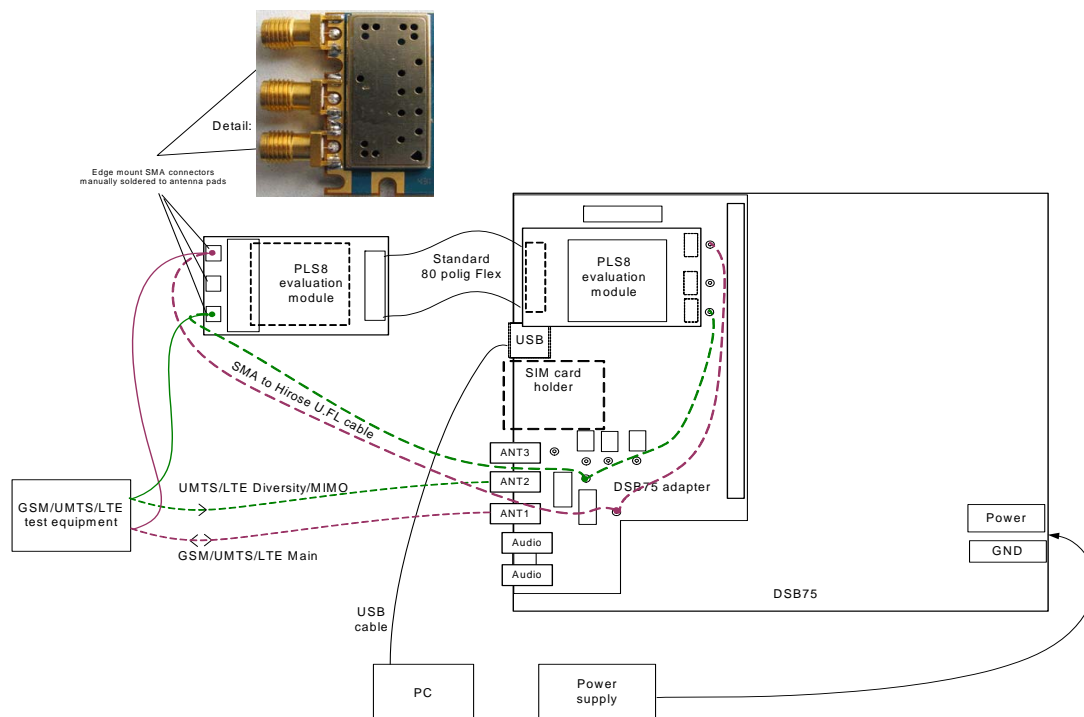 Detail:
Edge mount SMA connectors
manually soldered to antenna pads
PLS8
evaluation
module
Standard
80 polig Flex
PLS8
evaluation
module
USB
SIM card
holder
SMA to Hirose U.FL cable
ANT3
ANT2
ANT1
DSB75 adapter
UMTS/LTE Diversity/MIMO
GSM/UMTS/LTE
test equipment
GSM/UMTS/LTE Main
Audio
Audio
Power
GND
DSB75
USB
cable
PC
Power
supply